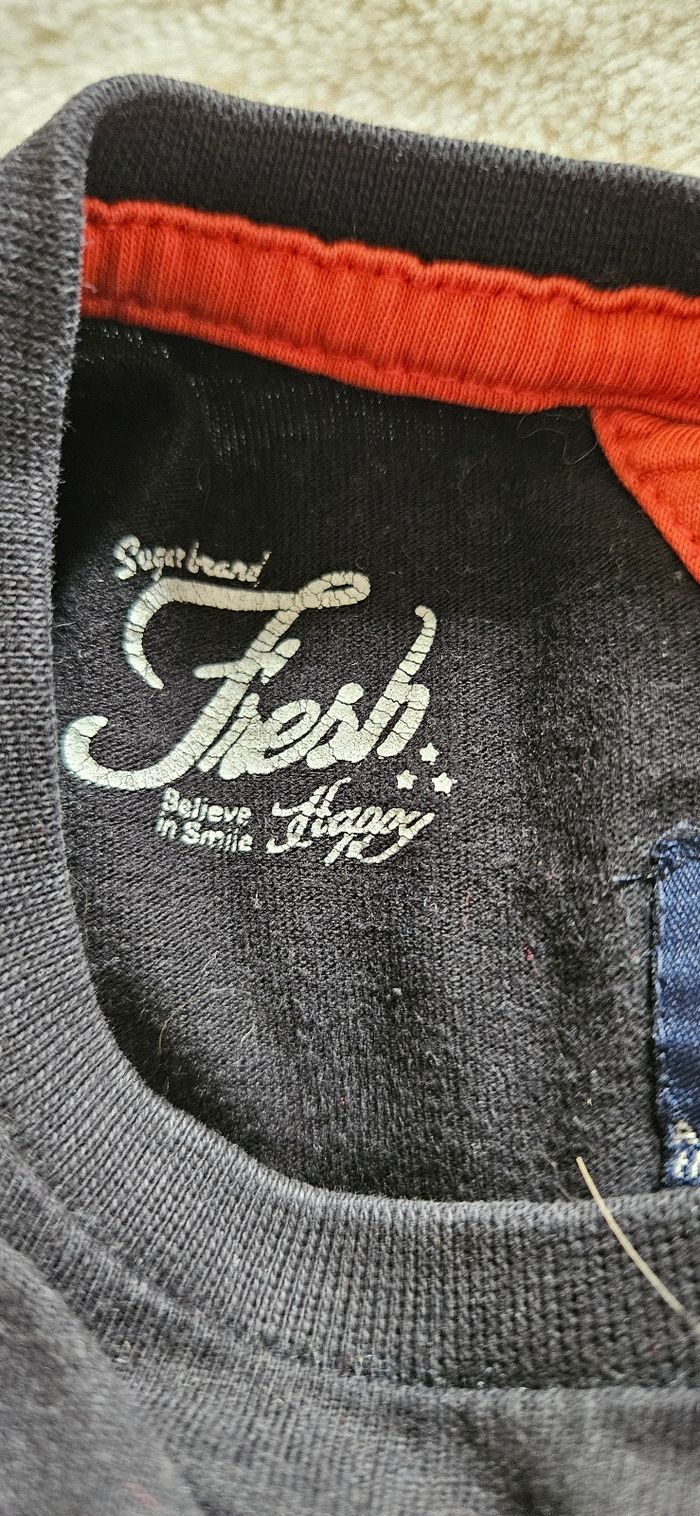 Sugarbrand
Fresh
Believe
in Smile
Happy